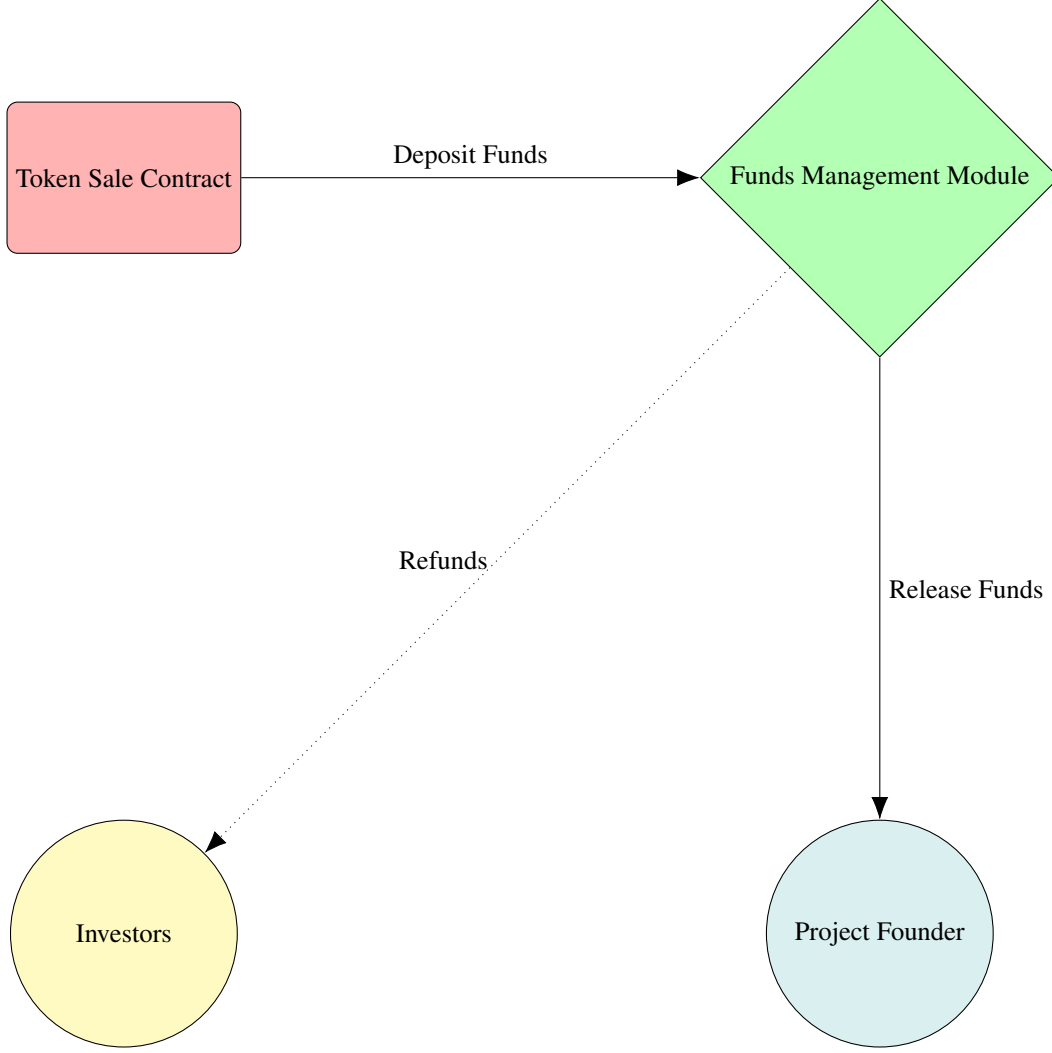 Deposit Funds
Token Sale Contract
Funds Management Module
Refunds
Release Funds
Investors
Project Founder